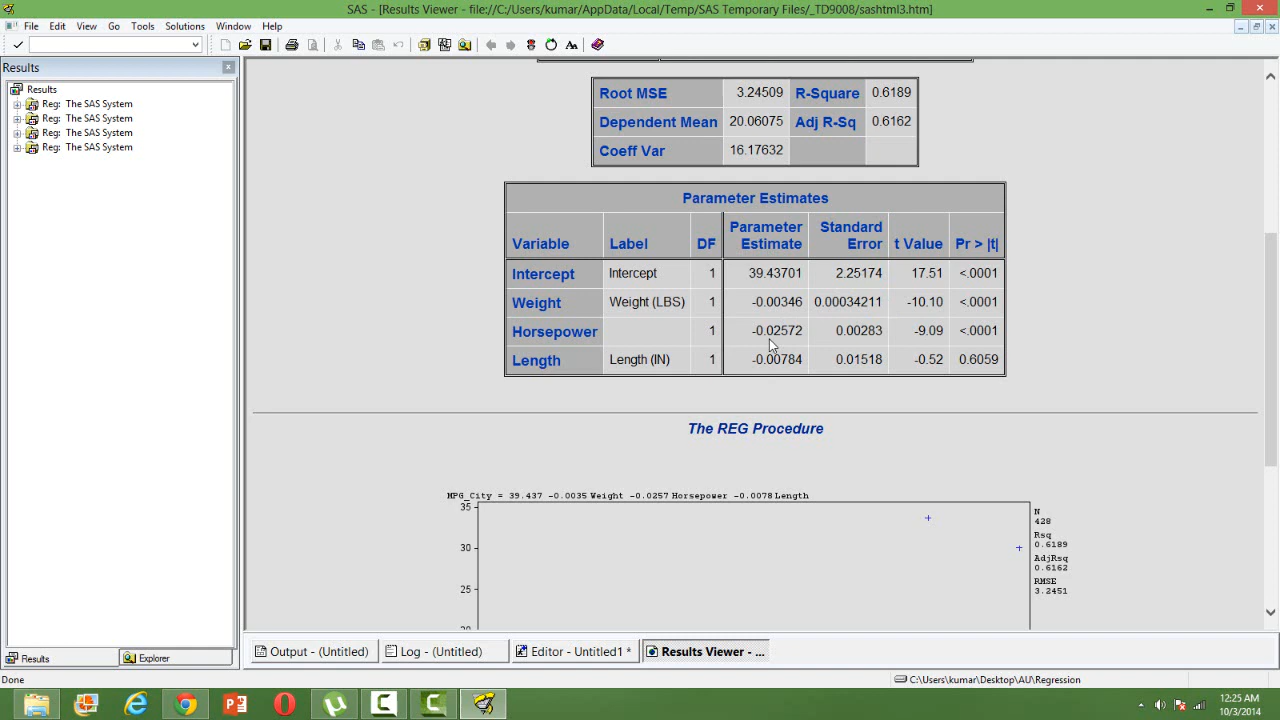 SAS - [Results Viewer - file://C:/Users/kumar/AppData/Local/Temp/SAS Temporary Files/_TD9008/sashtml3.htm]
File Edit View Go Tools Solutions Window Help
Results
Results
Reg: The SAS System
Reg: The SAS System
Reg: The SAS System
Reg: The SAS System
Root MSE 3.24509 R-Square 0.6189
Dependent Mean 20.06075 Adj R-Sq 0.6162
Coeff Var 16.17632
Parameter Estimates
Variable Label DF Parameter Estimate Standard Error t Value Pr > |t|
Intercept Intercept 1 39.43701 2.25174 17.51 <.0001
Weight Weight (LBS) 1 -0.00346 0.00034211 -10.10 <.0001
Horsepower 1 -0.02572 0.00283 -9.09 <.0001
Length Length (IN) 1 -0.00784 0.01518 -0.52 0.6059
The REG Procedure
MPG_City = 39.437 -0.0035 Weight -0.0257 Horsepower -0.0078 Length
35
30
25
20
N
428
Rsq
0.6189
AdjRsq
0.6162
RMSE
3.2451
Results Explorer
Output - (Untitled) Log - (Untitled) Editor - Untitled1 * Results Viewer - ...
Done
C:\Users\kumar\Desktop\AU\Regression
12:25 AM
10/3/2014